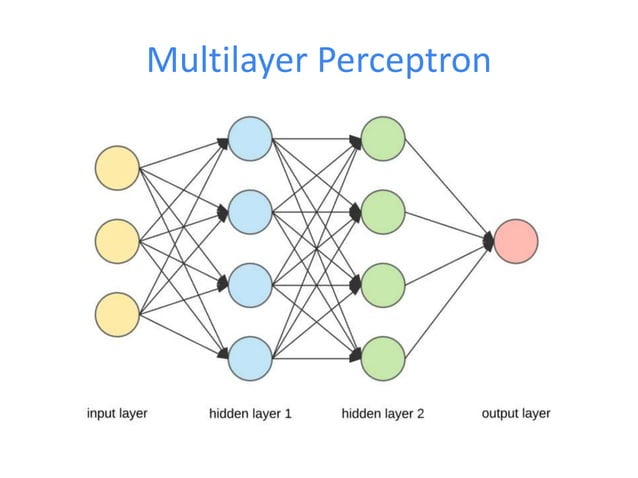 Multilayer Perceptron
input layer
hidden layer 1
hidden layer 2
output layer